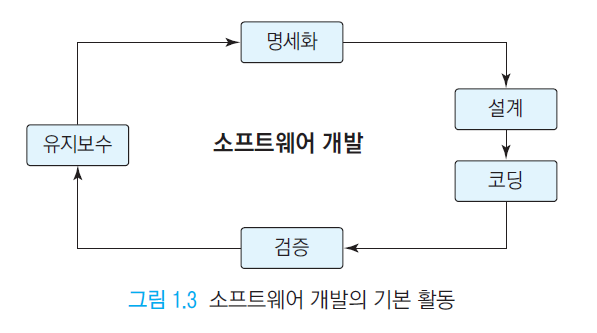 명세화
설계
유지보수
소프트웨어 개발
코딩
검증
그림 1.3 소프트웨어 개발의 기본 활동